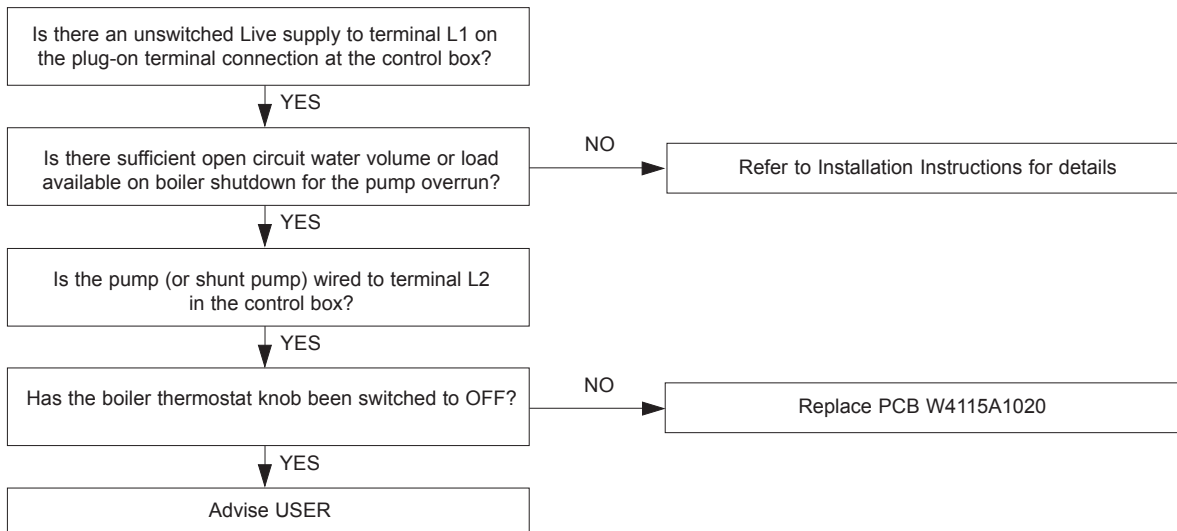 Is there an unswitched Live supply to terminal L1 on
the plug-on terminal connection at the control box?
YES
Is there sufficient open circuit water volume or load
available on boiler shutdown for the pump overrun?
NO
Refer to Installation Instructions for details
YES
Is the pump (or shunt pump) wired to terminal L2
in the control box?
YES
Has the boiler thermostat knob been switched to OFF?
NO
Replace PCB W4115A1020
YES
Advise USER